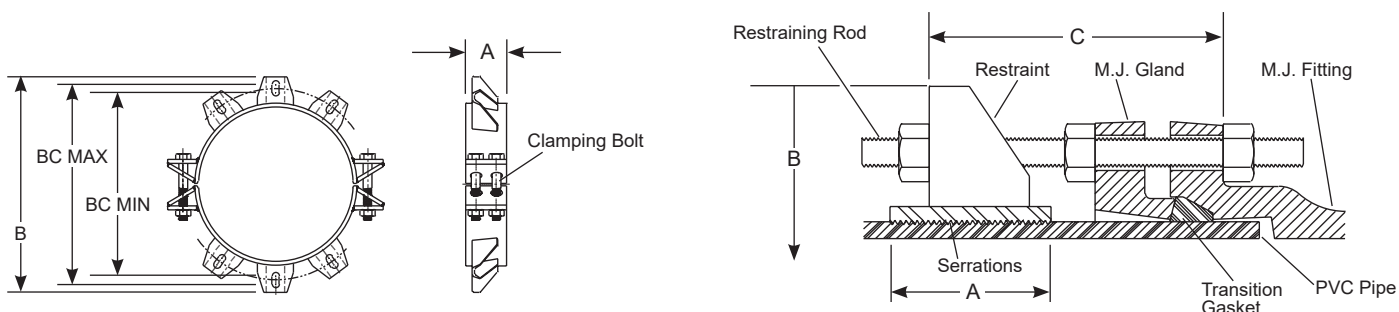 B
BC MAX
BC MIN
A
Clamping Bolt
Restraining Rod
C
Restraint
M.J. Gland
M.J. Fitting
B
Serrations
A
Transition
Gasket
PVC Pipe